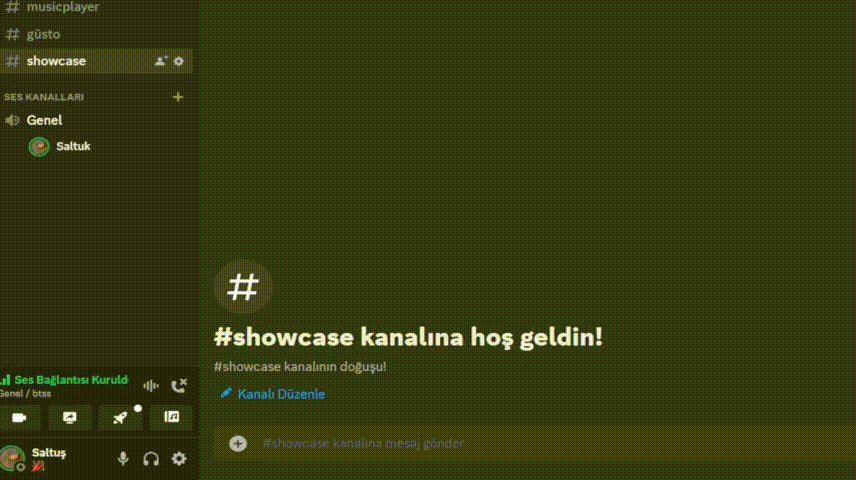 musicplayer
güsto
showcase
SES KANALLARI
Genel
Saltuk
Ses Bağlantısı Kuruld
Genel / btss
Saltuş
#showcase kanalına hoş geldin!
#showcase kanalının doğuşu!
Kanalı Düzenle
#showcase kanalına mesaj gönder